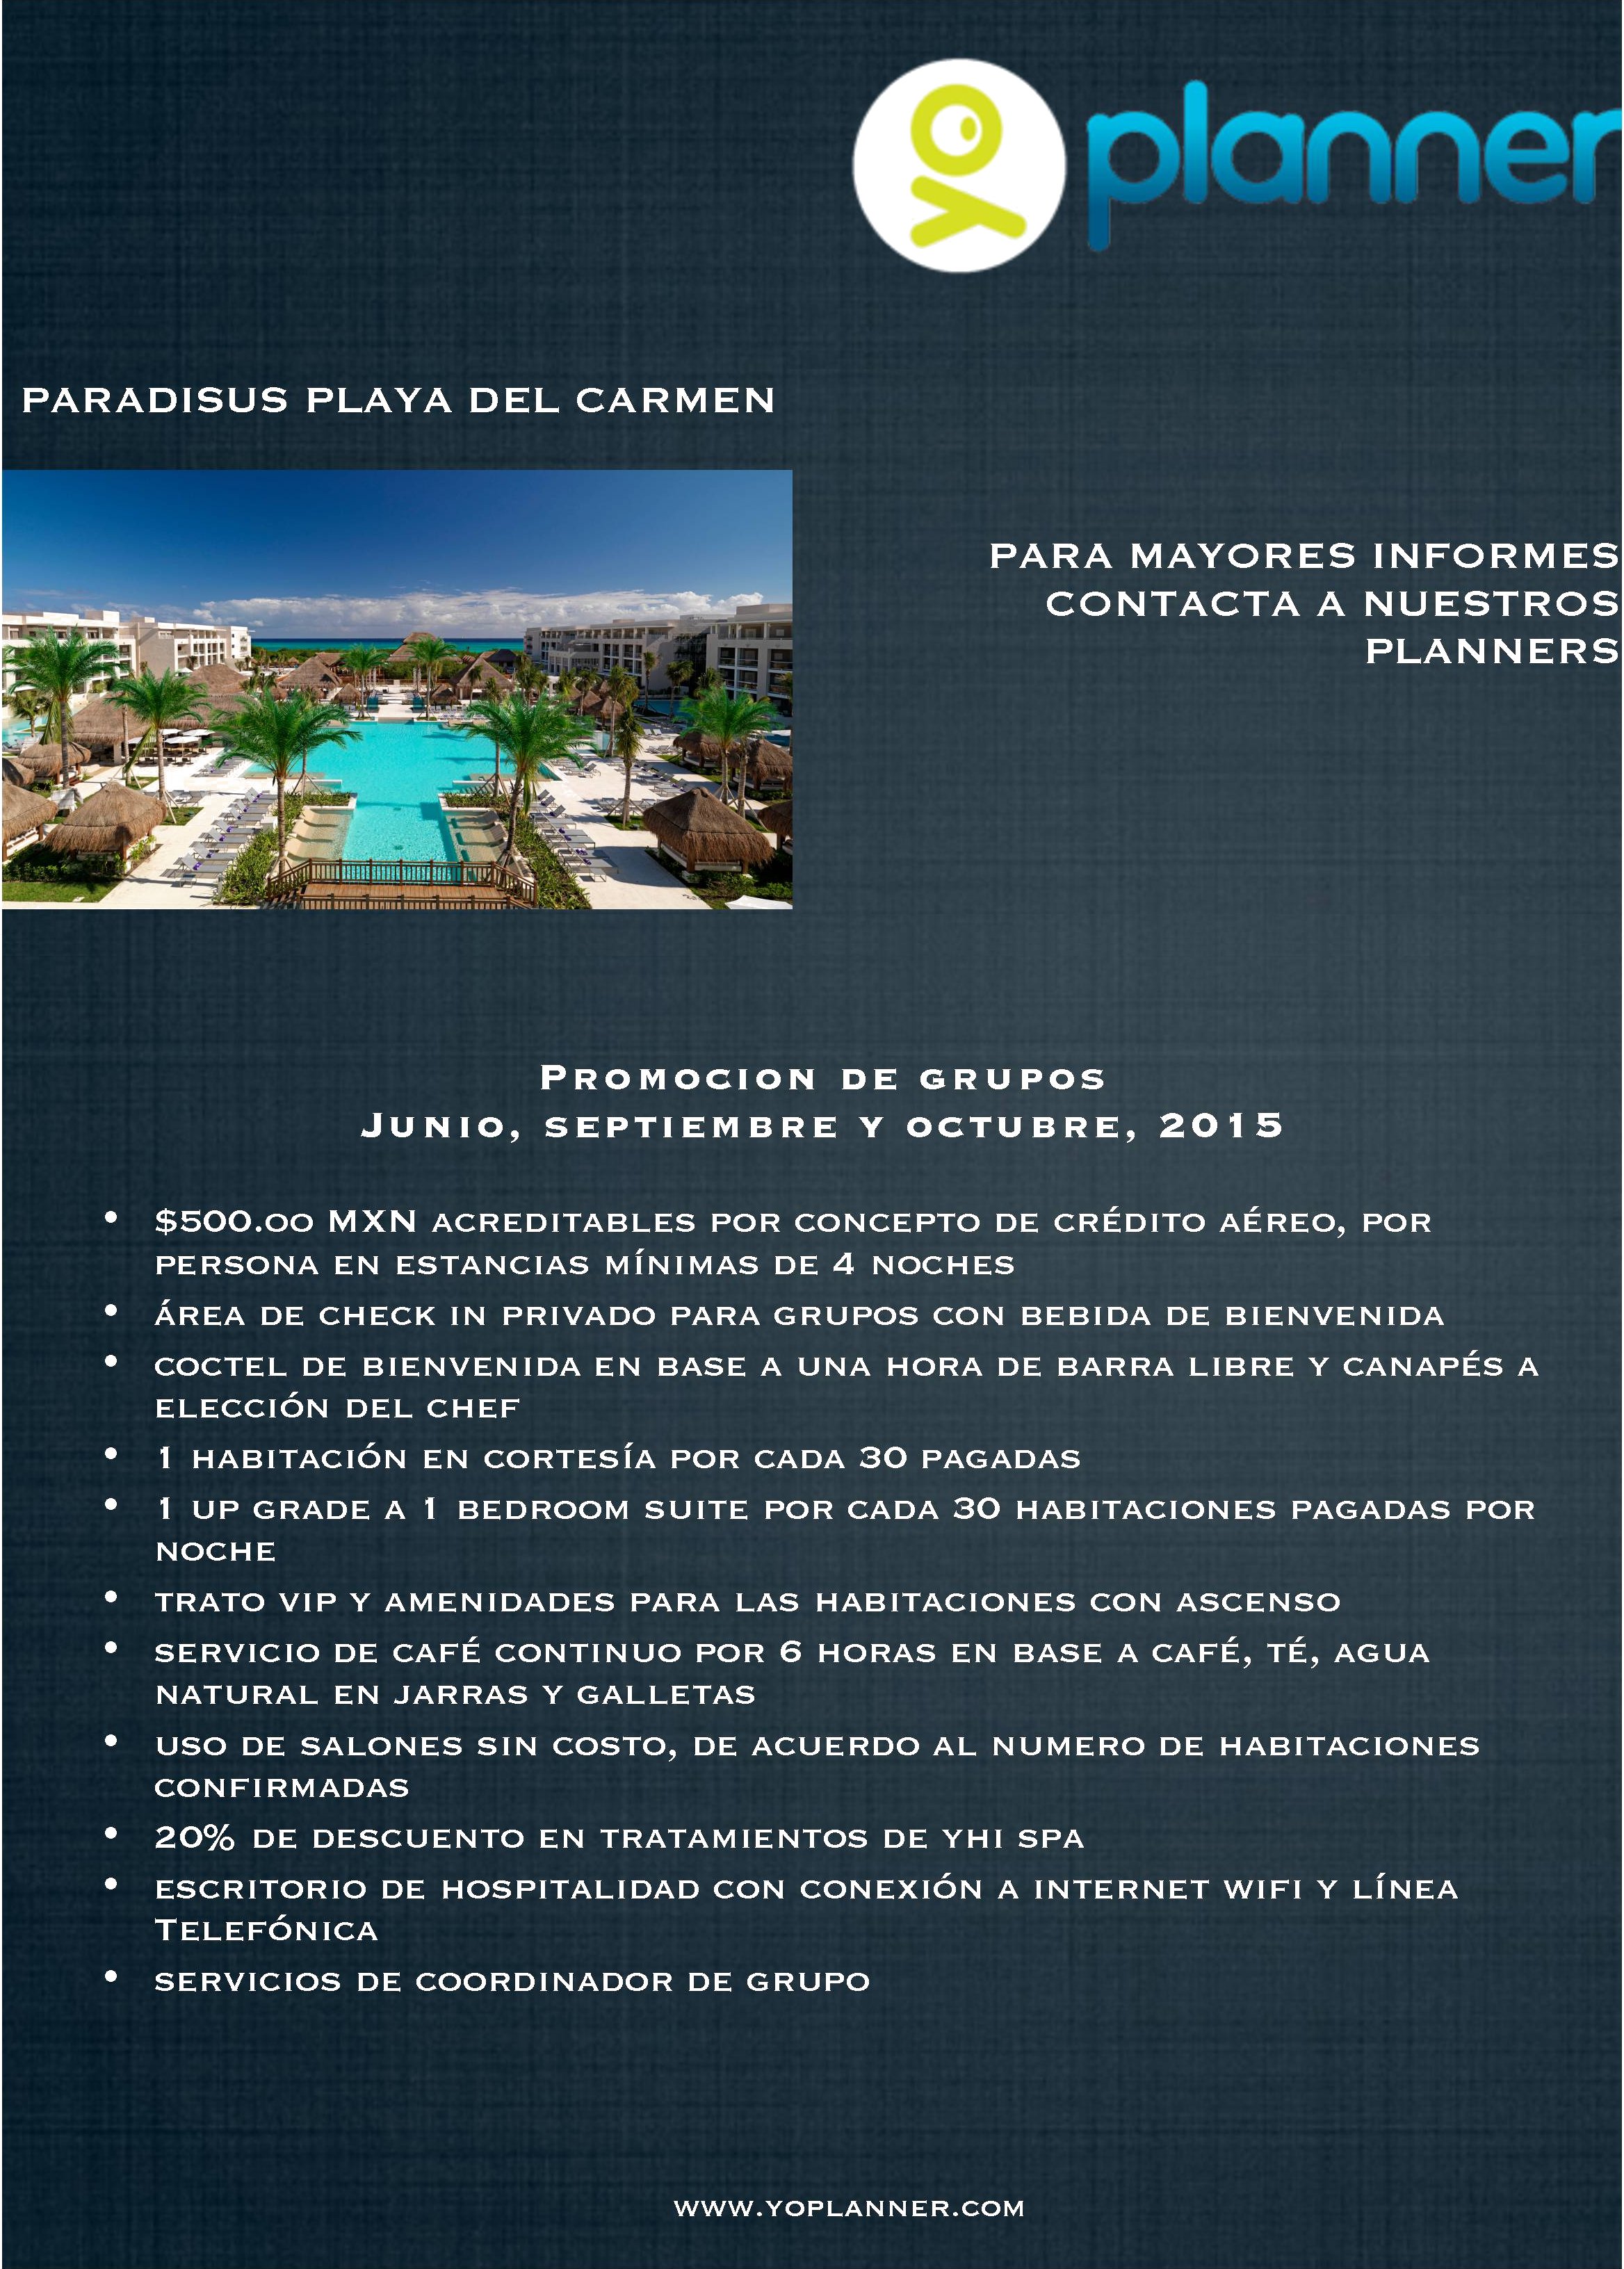 yo planner
PARADISUS PLAYA DEL CARMEN
PARA MAYORES INFORMES
CONTACTA A NUESTROS
PLANNERS
PROMOCION DE GRUPOS
JUNIO, SEPTIEMBRE Y OCTUBRE, 2015
• $500.00 MXN ACREDITABLES POR CONCEPTO DE CRÉDITO AÉREO, POR
PERSONA EN ESTANCIAS MÍNIMAS DE 4 NOCHES
• ÁREA DE CHECK IN PRIVADO PARA GRUPOS CON BEBIDA DE BIENVENIDA
• COCTEL DE BIENVENIDA EN BASE A UNA HORA DE BARRA LIBRE Y CANAPÉS A
ELECCIÓN DEL CHEF
• 1 HABITACIÓN EN CORTESÍA POR CADA 30 PAGADAS
• 1 UP GRADE A 1 BEDROOM SUITE POR CADA 30 HABITACIONES PAGADAS POR
NOCHE
• TRATO VIP Y AMENIDADES PARA LAS HABITACIONES CON ASCENSO
• SERVICIO DE CAFÉ CONTINUO POR 6 HORAS EN BASE A CAFÉ, TÉ, AGUA
NATURAL EN JARRAS Y GALLETAS
• USO DE SALONES SIN COSTO, DE ACUERDO AL NUMERO DE HABITACIONES
CONFIRMADAS
• 20% DE DESCUENTO EN TRATAMIENTOS DE YHI SPA
• ESCRITORIO DE HOSPITALIDAD CON CONEXIÓN A INTERNET WIFI Y LÍNEA
TELEFÓNICA
• SERVICIOS DE COORDINADOR DE GRUPO
WWW.YOPLANNER.COM